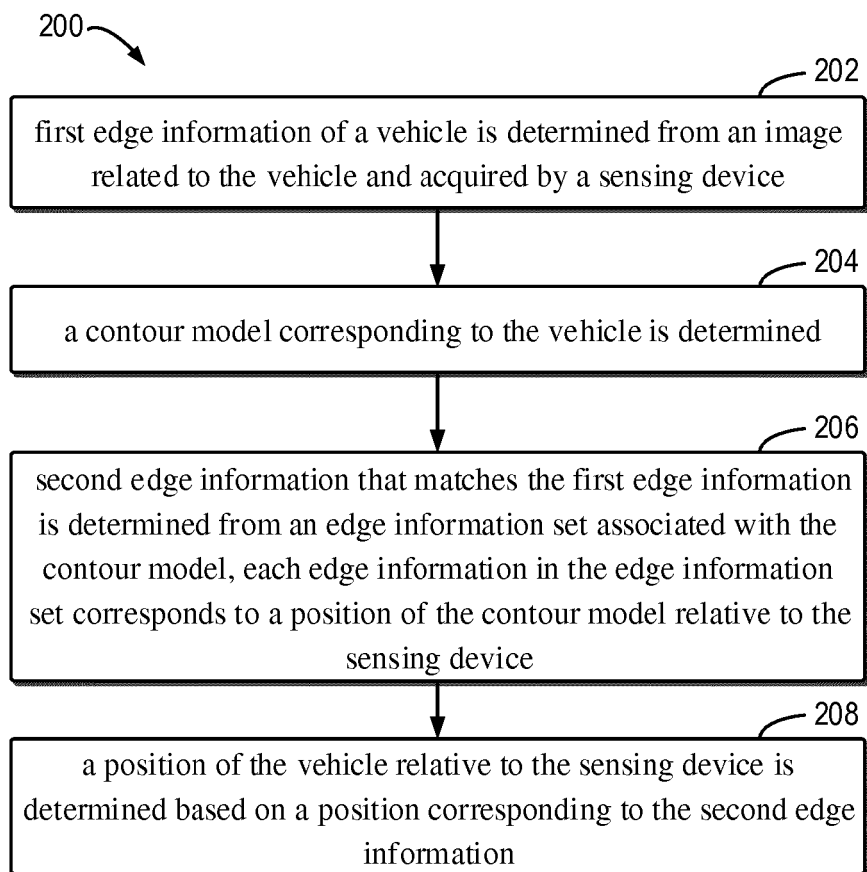 200
202
first edge information of a vehicle is determined from an image
related to the vehicle and acquired by a sensing device
204
a contour model corresponding to the vehicle is determined
206
second edge information that matches the first edge information
is determined from an edge information set associated with the
contour model, each edge information in the edge information
set corresponds to a position of the contour model relative to the
sensing device
208
a position of the vehicle relative to the sensing device is
determined based on a position corresponding to the second edge
information